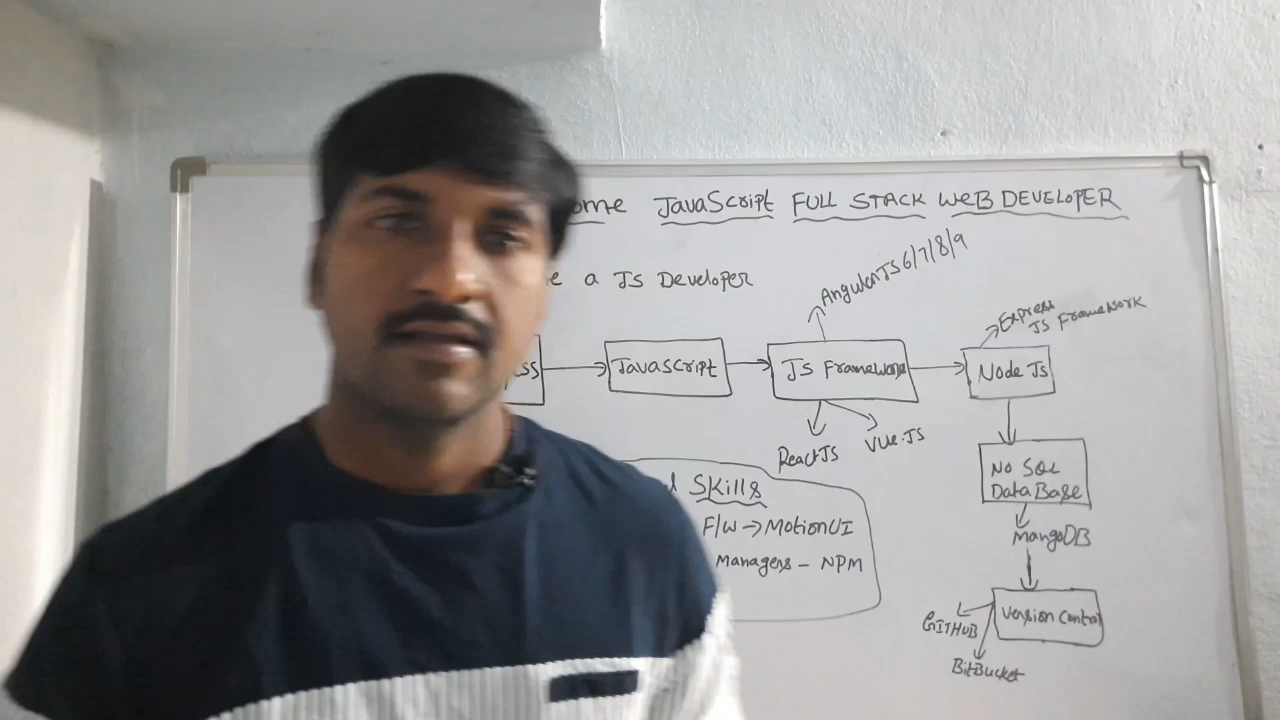 ome JavaScript FULL STACK WEB DEVELOPER
e a JS Developer
AngularJS 6/7/8/9
Express
JS FrameWork
JavaScript
JS Framework
Node Js
ReactJS
Vue.JS
No SQL
DataBase
MangoDB
Version Control
GITHUB
BitBucket
Skills
F/W → MotionUI
Managers - NPM